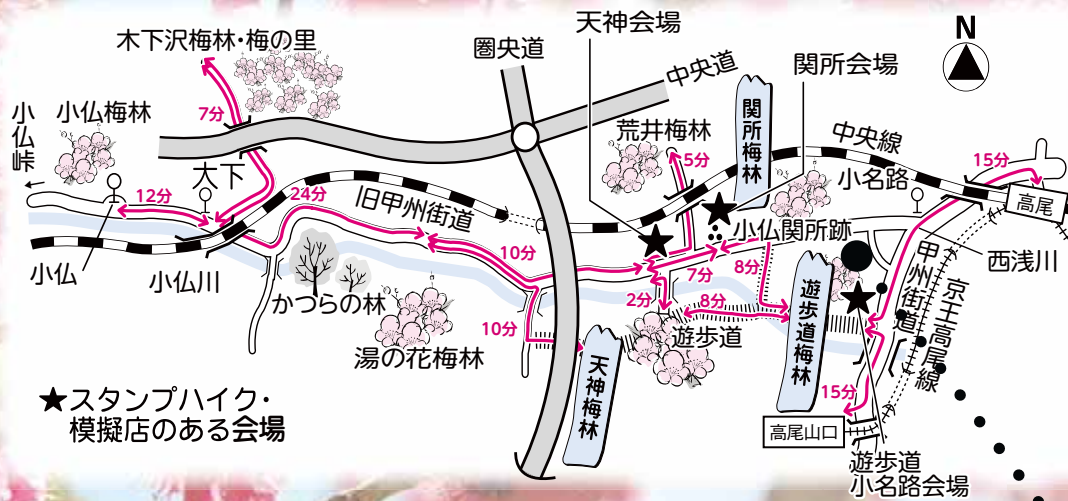 木下沢梅林・梅の里
圏央道
天神会場
中央道
関所会場
N
小仏峠
小仏梅林
7分
大下
12分
24分
旧甲州街道
荒井梅林
5分
関所梅林
中央線
小名路
15分
高尾
小仏関所跡
西浅川
小仏
小仏川
かつらの林
10分
7分
8分
2分
8分
遊歩道
遊歩道梅林
甲州街道
京王高尾線
湯の花梅林
10分
天神梅林
15分
高尾山口
★スタンプハイク・
模擬店のある会場
遊歩道
小名路会場